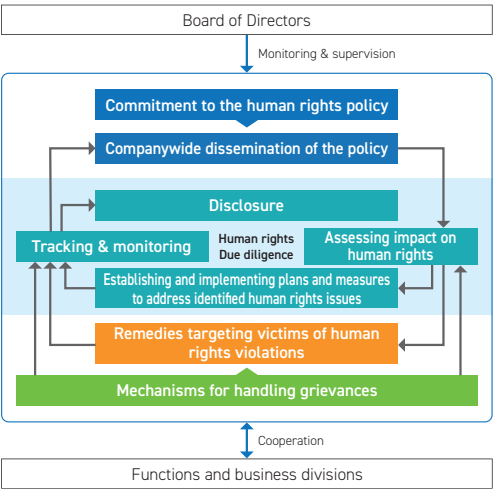 Board of Directors
Monitoring & supervision
Commitment to the human rights policy
Companywide dissemination of the policy
Disclosure
Tracking & monitoring
Human rights
Due diligence
Assessing impact on
human rights
Establishing and implementing plans and measures
to address identified human rights issues
Remedies targeting victims of human
rights violations
Mechanisms for handling grievances
Cooperation
Functions and business divisions